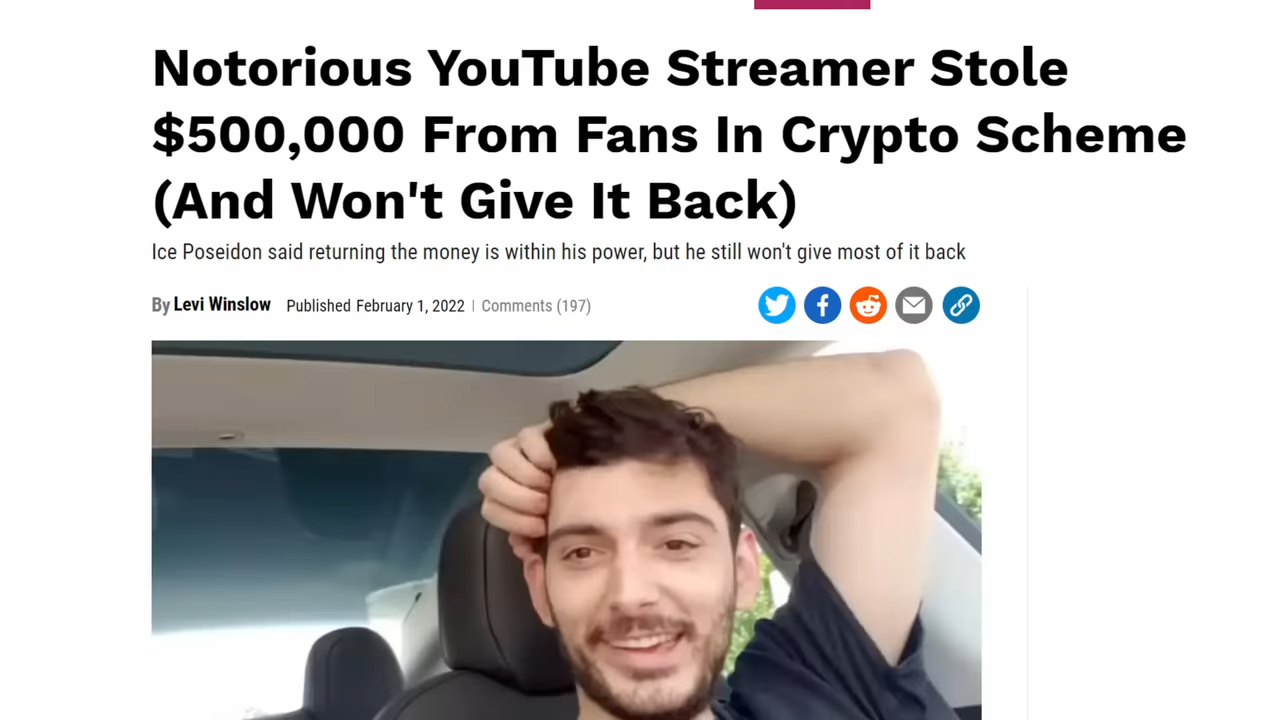 Notorious YouTube Streamer Stole
$500,000 From Fans In Crypto Scheme
(And Won't Give It Back)
Ice Poseidon said returning the money is within his power, but he still won't give most of it back
By Levi Winslow Published February 1, 2022 | Comments (197)